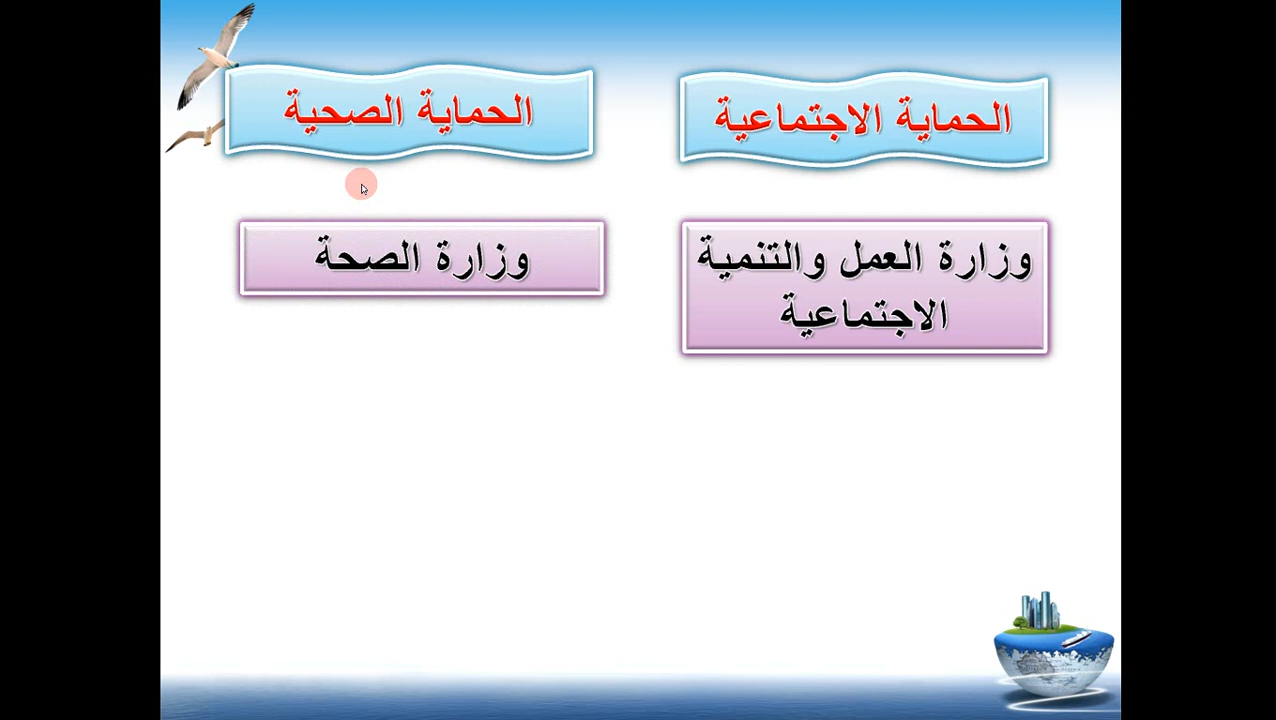 الحماية الاجتماعية
الحماية الصحية
وزارة العمل والتنمية
الاجتماعية
وزارة الصحة